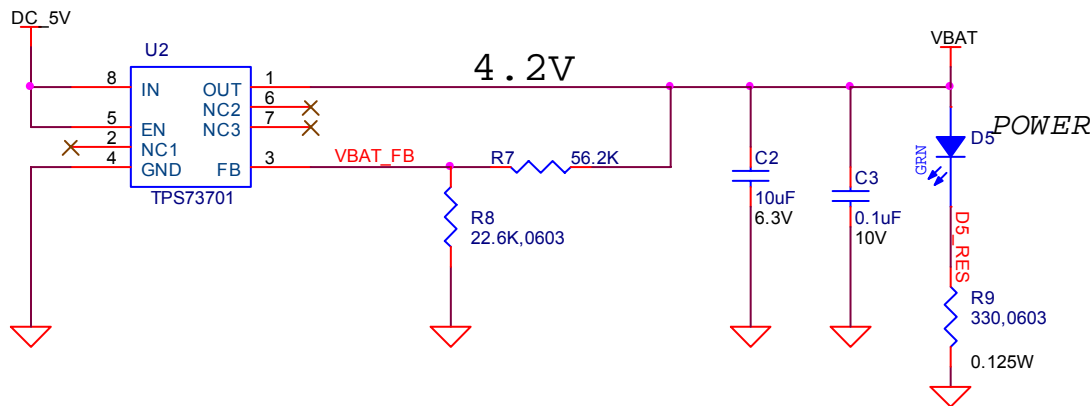 DC_5V
U2
8
IN
5
EN
2
NC1
4
GND
OUT
1
NC2
6
NC3
7
FB
3
TPS73701
4.2V
VBAT_FB
R7
56.2K
R8
22.6K,0603
C2
10uF
6.3V
C3
0.1uF
10V
VBAT
D5
POWER
GRN
D5_RES
R9
330,0603
0.125W